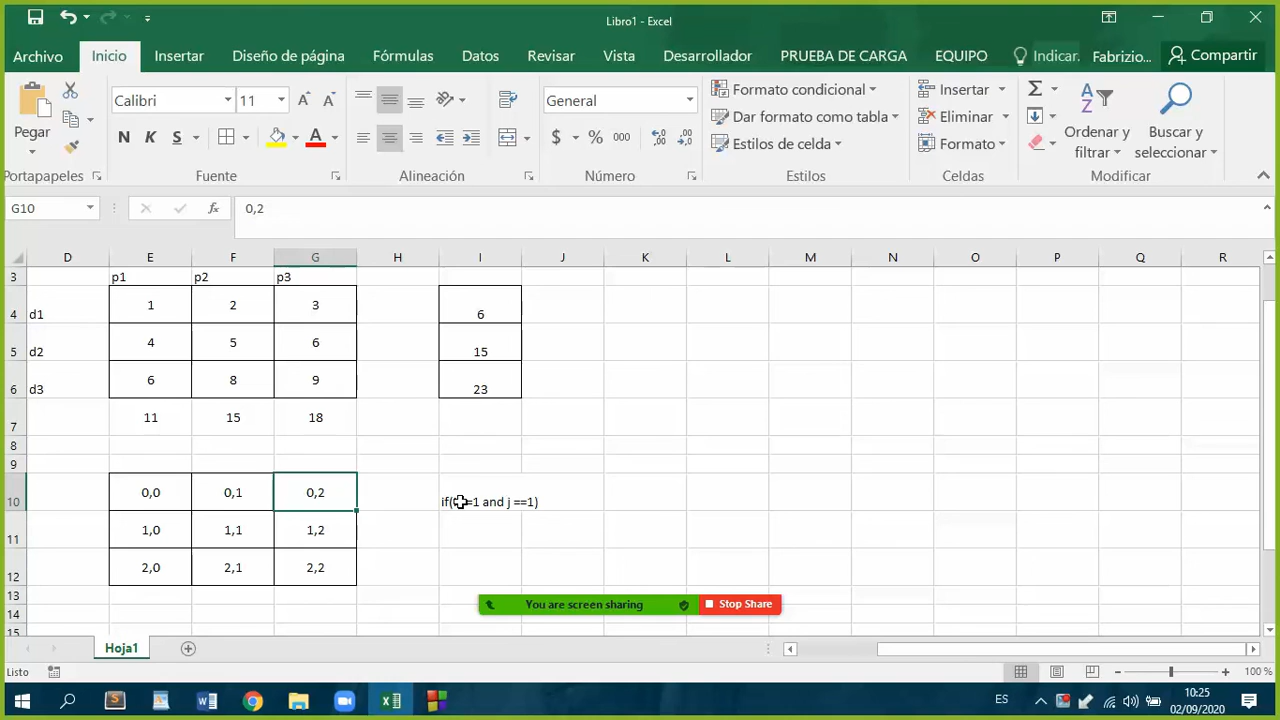 Libro1 - Excel
Archivo Inicio Insertar Diseño de página Fórmulas Datos Revisar Vista Desarrollador PRUEBA DE CARGA EQUIPO Indicar. Fabrizio... Compartir
Pegar
Calibri 11
N K S A
General
$ % 000
Formato condicional
Dar formato como tabla
Estilos de celda
Insertar
Eliminar
Formato
Ordenar y filtrar
Buscar y seleccionar
Portapapeles Fuente Alineación Número Estilos Celdas Modificar
G10 fx 0,2
D E F G H I J K L M N O P Q R
3 p1 p2 p3
4 d1 1 2 3 6
5 d2 4 5 6 15
6 d3 6 8 9 23
7 11 15 18
8
9
10 0,0 0,1 0,2 if( =1 and j ==1)
11 1,0 1,1 1,2
12 2,0 2,1 2,2
13
14
15
You are screen sharing Stop Share
Hoja1
Listo 100 %
ES 10:25
02/09/2020